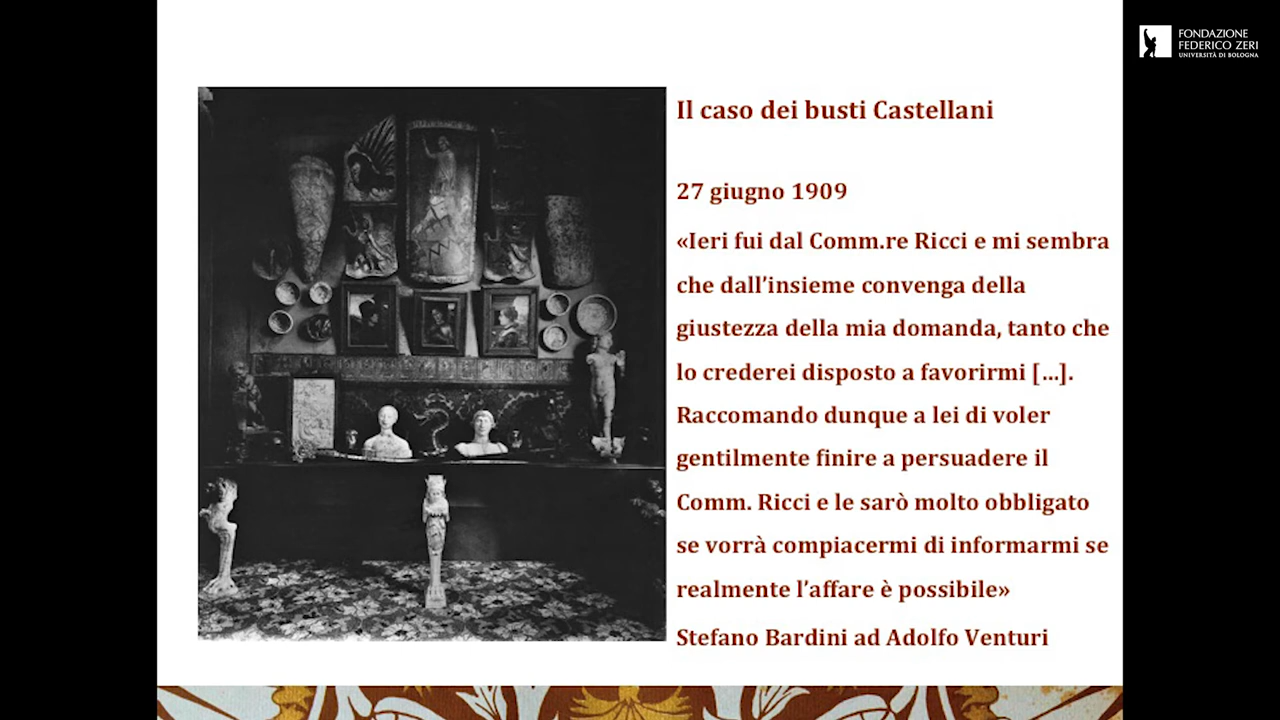 FONDAZIONE
FEDERICO ZERI
UNIVERSITÀ DI BOLOGNA
Il caso dei busti Castellani
27 giugno 1909
«Ieri fui dal Comm.re Ricci e mi sembra
che dall’insieme convenga della
giustezza della mia domanda, tanto che
lo crederei disposto a favorirmi […].
Raccomando dunque a lei di voler
gentilmente finire a persuadere il
Comm. Ricci e le sarò molto obbligato
se vorrà compiacermi di informarmi se
realmente l’affare è possibile»
Stefano Bardini ad Adolfo Venturi